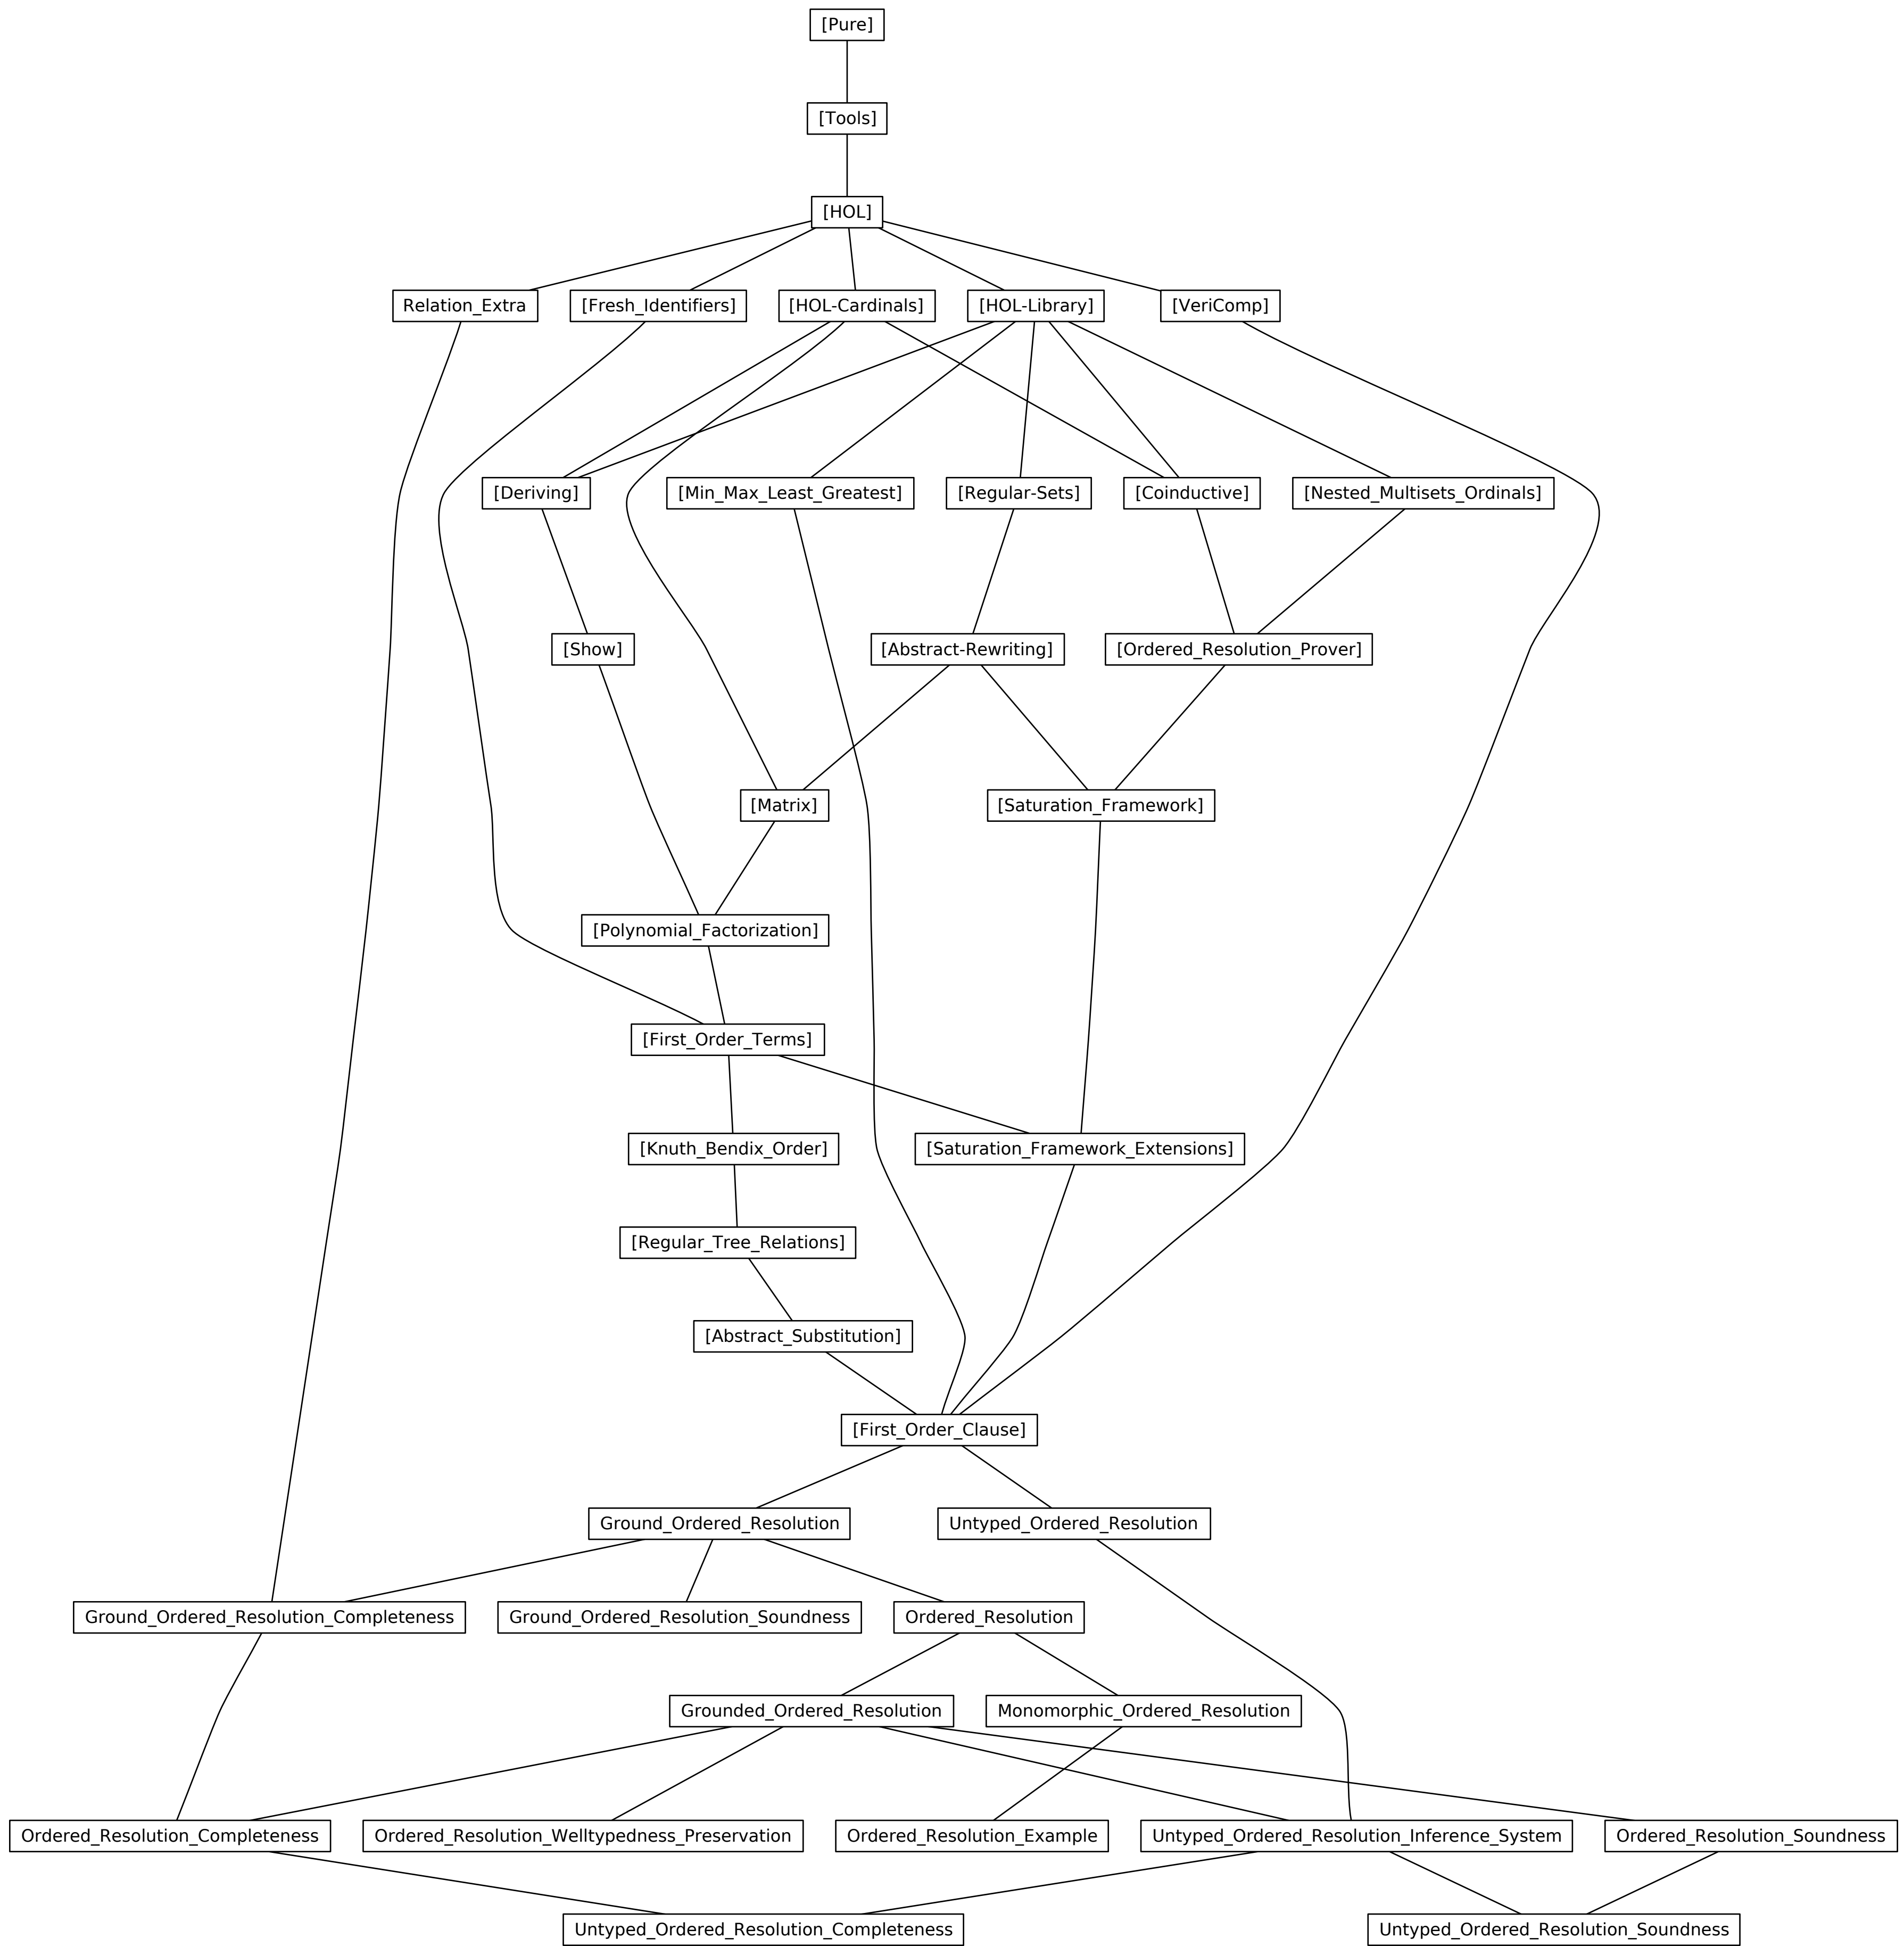 [Pure]
[Tools]
[HOL]
Relation_Extra
[Fresh_Identifiers]
[HOL-Cardinals]
[HOL-Library]
[VeriComp]
[Deriving]
[Min_Max_Least_Greatest]
[Regular-Sets]
[Coinductive]
[Nested_Multisets_Ordinals]
[Show]
[Abstract-Rewriting]
[Ordered_Resolution_Prover]
[Matrix]
[Saturation_Framework]
[Polynomial_Factorization]
[First_Order_Terms]
[Knuth_Bendix_Order]
[Saturation_Framework_Extensions]
[Regular_Tree_Relations]
[Abstract_Substitution]
[First_Order_Clause]
Ground_Ordered_Resolution
Untyped_Ordered_Resolution
Ground_Ordered_Resolution_Completeness
Ground_Ordered_Resolution_Soundness
Ordered_Resolution
Grounded_Ordered_Resolution
Monomorphic_Ordered_Resolution
Ordered_Resolution_Completeness
Ordered_Resolution_Welltypedness_Preservation
Ordered_Resolution_Example
Untyped_Ordered_Resolution_Inference_System
Ordered_Resolution_Soundness
Untyped_Ordered_Resolution_Completeness
Untyped_Ordered_Resolution_Soundness